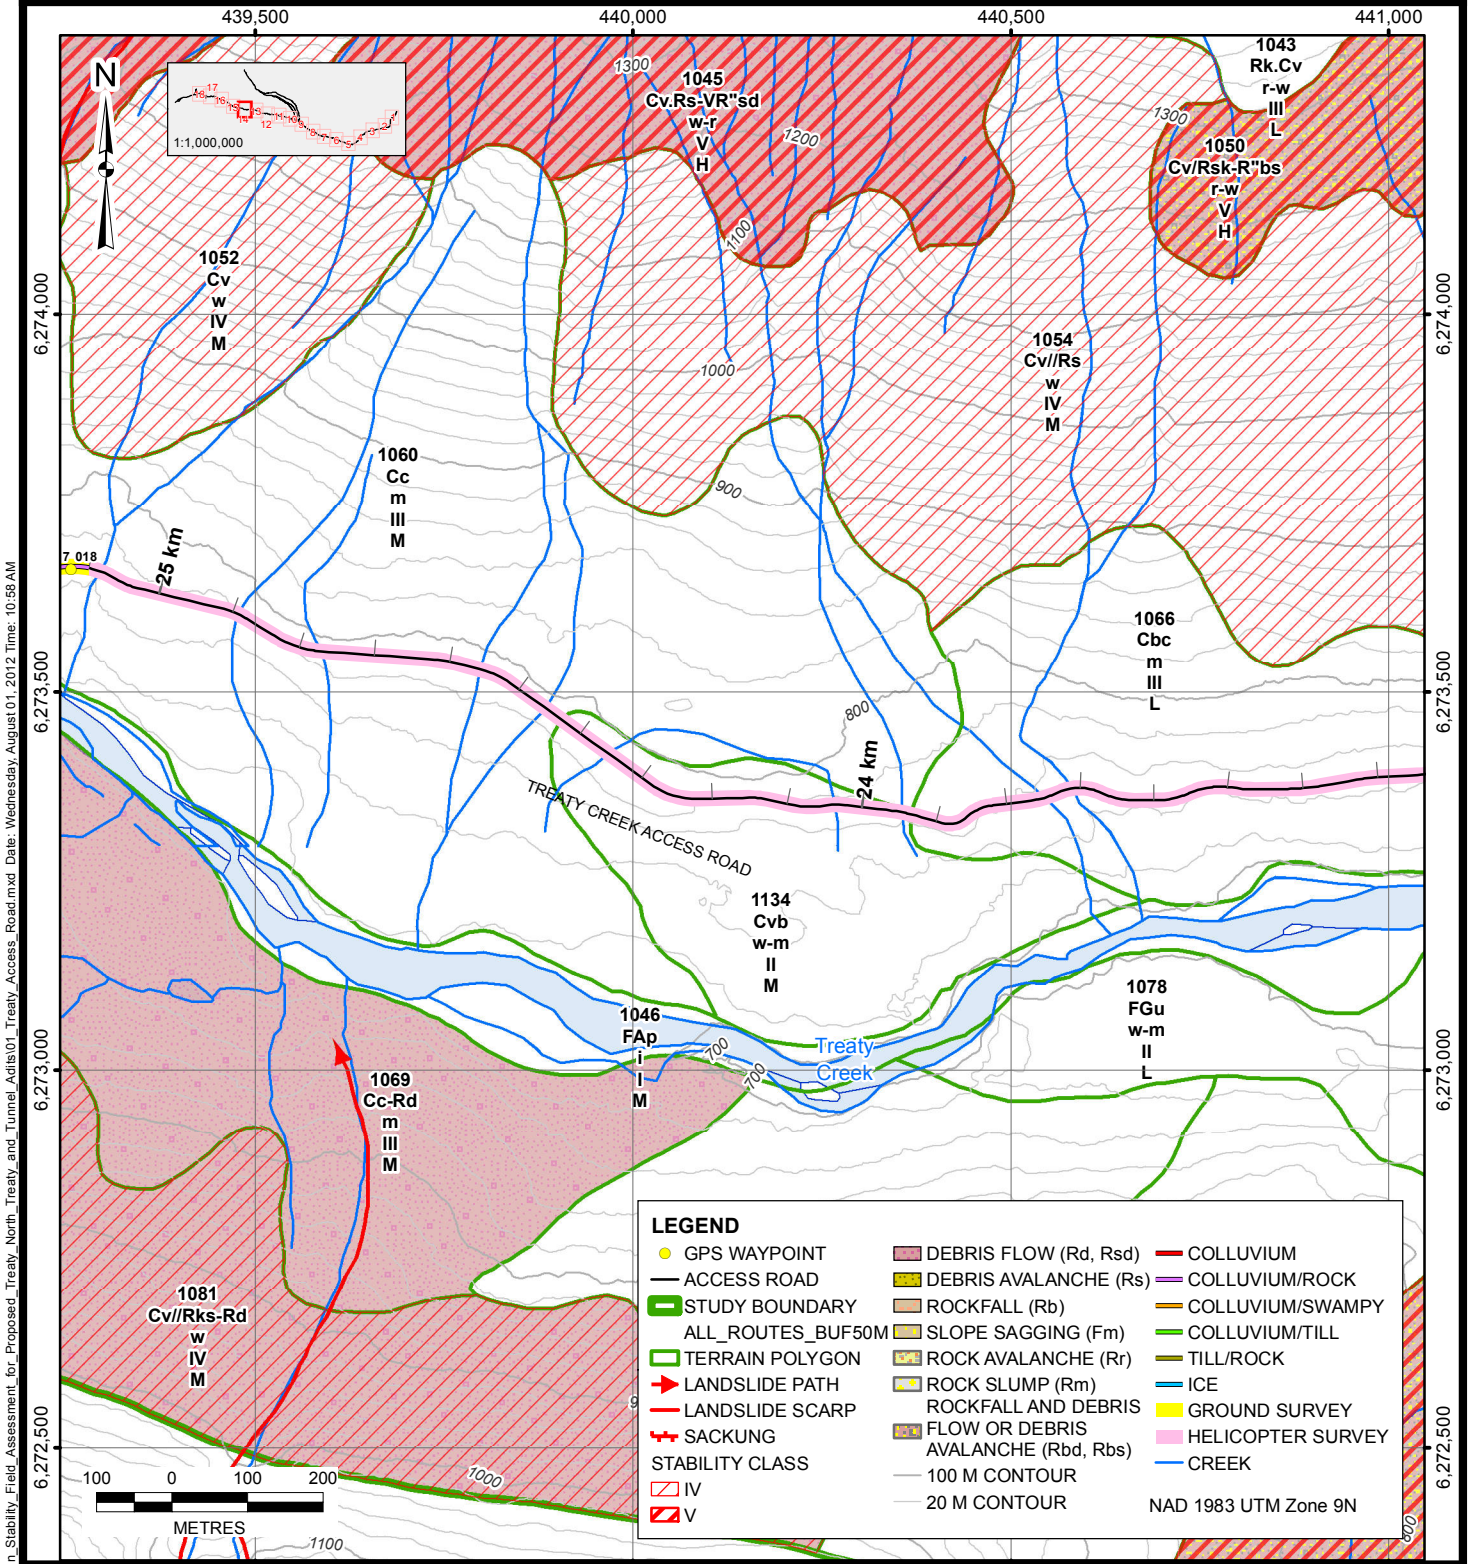 439,500
440,000
440,500
441,000
N
17
16
14
12
1:1,000,000
1300
1045
Cv.Rs-VR"sd
w-r
V
H
1200
1100
1043
Rk.Cv
r-w
III
L
1300
1050
Cv/Rsk-R"bs
r-w
V
H
1052
Cv
w
IV
M
6,274,000
6,274,000
1054
Cv//Rs
w
IV
M
1000
1060
Cc
m
III
M
900
7 018
25 km
1066
Cbc
m
III
L
6,273,500
6,273,500
800
24 km
TREATY CREEK ACCESS ROAD
1134
Cvb
w-m
II
M
1078
FGu
w-m
II
L
1046
FAp
i
I
M
700
700
Treaty
Creek
6,273,000
6,273,000
1069
Cc-Rd
m
III
M
1081
Cv//Rks-Rd
w
IV
M
6,272,500
6,272,500
1000
1100
9
800
100 0 100 200
METRES
LEGEND
GPS WAYPOINT
ACCESS ROAD
STUDY BOUNDARY
ALL_ROUTES_BUF50M
TERRAIN POLYGON
LANDSLIDE PATH
LANDSLIDE SCARP
SACKUNG
STABILITY CLASS
IV
V
DEBRIS FLOW (Rd, Rsd)
DEBRIS AVALANCHE (Rs)
ROCKFALL (Rb)
SLOPE SAGGING (Fm)
ROCK AVALANCHE (Rr)
ROCK SLUMP (Rm)
ROCKFALL AND DEBRIS
FLOW OR DEBRIS
AVALANCHE (Rbd, Rbs)
100 M CONTOUR
20 M CONTOUR
COLLUVIUM
COLLUVIUM/ROCK
COLLUVIUM/SWAMPY
COLLUVIUM/TILL
TILL/ROCK
ICE
GROUND SURVEY
HELICOPTER SURVEY
CREEK
NAD 1983 UTM Zone 9N
n_Stability_Field_Assessment_for_Proposed_Treaty_North_Treaty_and_Tunnel_Adits\01_Treaty_Access_Road.mxd Date: Wednesday, August 01, 2012 Time: 10:58 AM